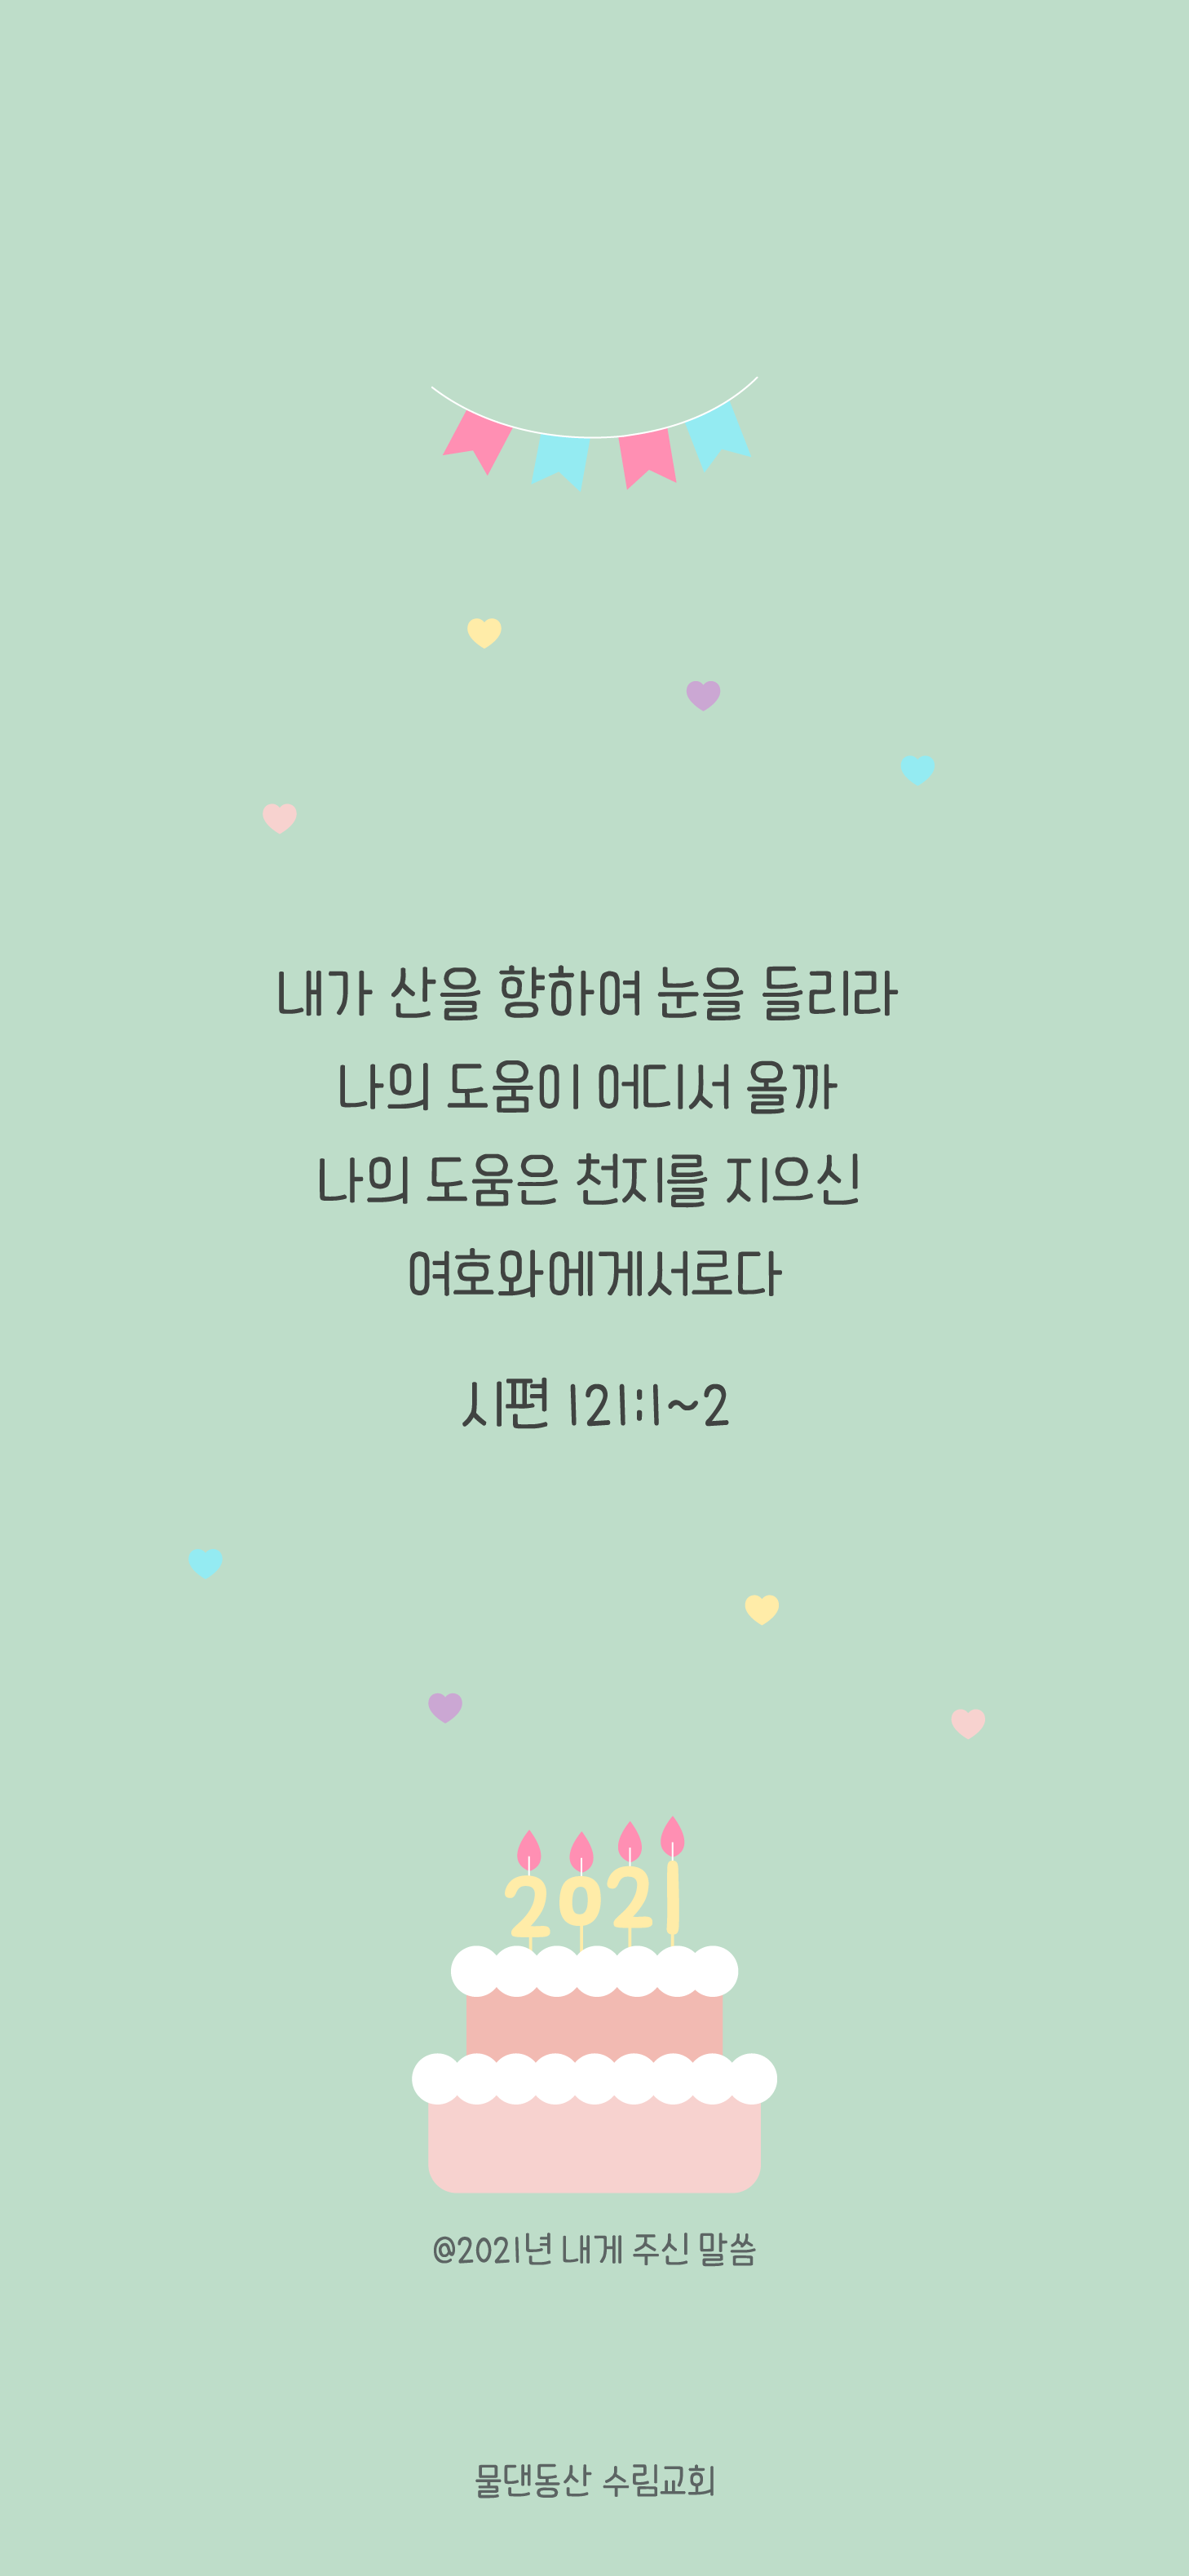 내가 산을 향하여 눈을 들리라
나의 도움이 어디서 올까
나의 도움은 천지를 지으신
여호와에게서로다
시편 121:1~2
2021
@2021년 내게 주신 말씀
물댄동산 수림교회